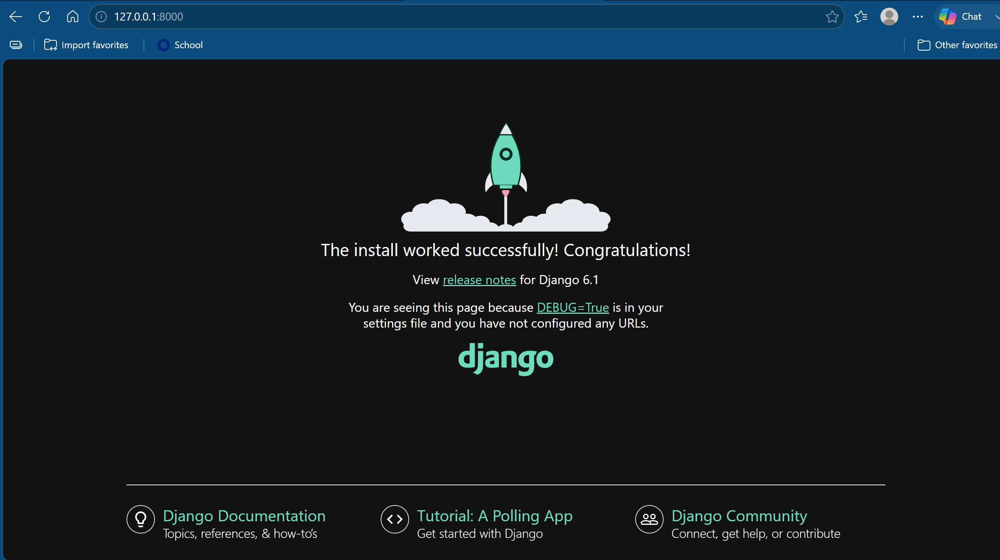 127.0.0.1:8000
Chat
Import favorites
School
Other favorites
The install worked successfully! Congratulations!
View release notes for Django 6.1
You are seeing this page because DEBUG=True is in your
settings file and you have not configured any URLs.
django
Django Documentation
Topics, references, & how-to’s
Tutorial: A Polling App
Get started with Django
Django Community
Connect, get help, or contribute